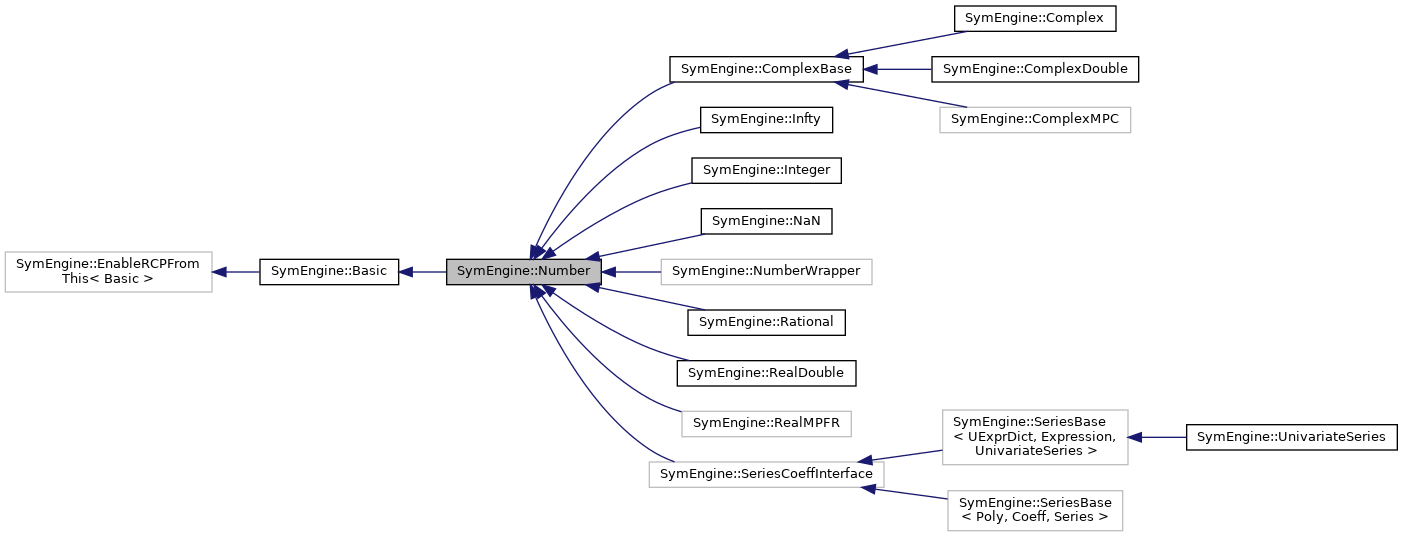 SymEngine::Complex
SymEngine::ComplexBase
SymEngine::ComplexDouble
SymEngine::ComplexMPC
SymEngine::Infty
SymEngine::Integer
SymEngine::NaN
SymEngine::EnableRCPFrom
This< Basic >
SymEngine::Basic
SymEngine::Number
SymEngine::NumberWrapper
SymEngine::Rational
SymEngine::RealDouble
SymEngine::RealMPFR
SymEngine::SeriesCoeffInterface
SymEngine::SeriesBase
< UExprDict, Expression,
UnivariateSeries >
SymEngine::UnivariateSeries
SymEngine::SeriesBase
< Poly, Coeff, Series >